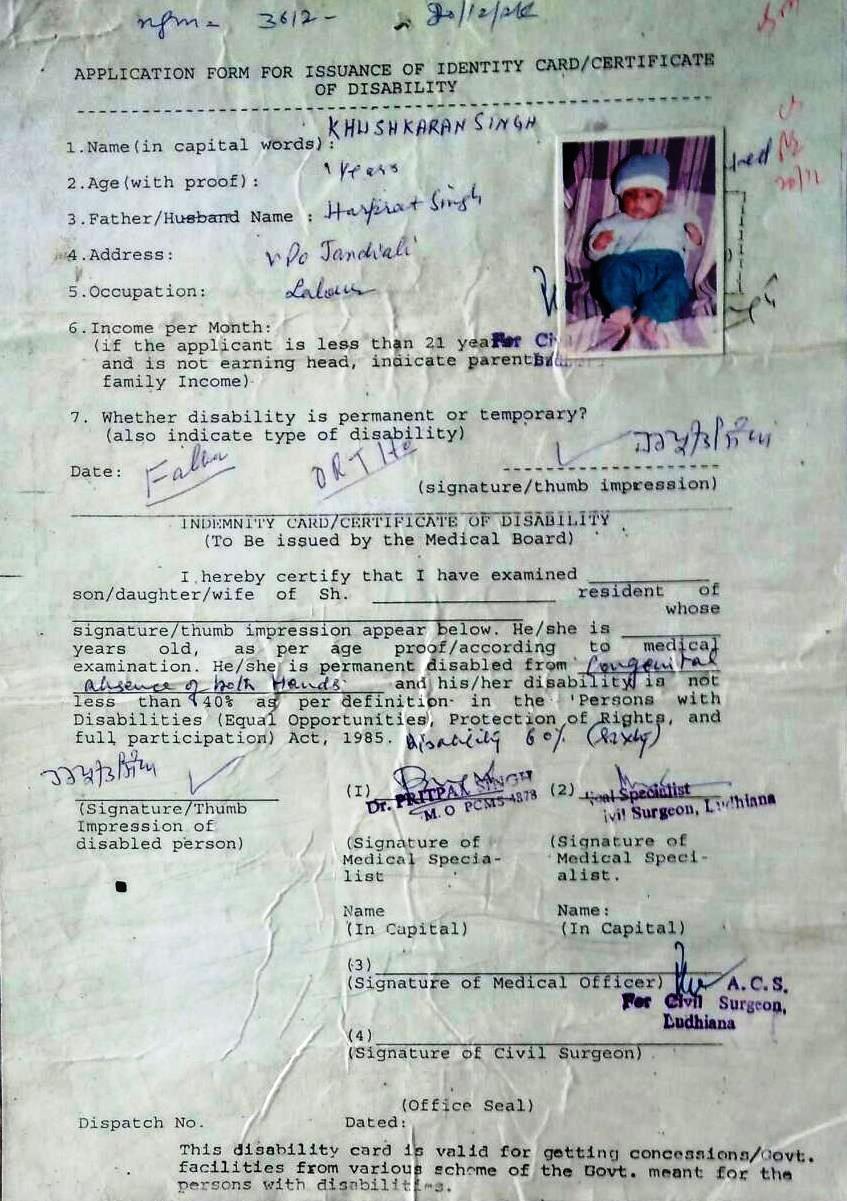 3612-
APPLICATION FORM FOR ISSUANCE OF IDENTITY CARD/CERTIFICATE
OF DISABILITY
1.Name(in capital words): KHUSHKARAN SINGH
2.Age(with proof): Years
3.Father/Husband Name : Harprat Singh
4.Address: VPO Jandiali
5.Occupation: Labour
6.Income per Month:
(if the applicant is less than 21 yea
For Ci
and is not earning head, indicate parent
family Income)
7. Whether disability is permanent or temporary?
(also indicate type of disability)
Date:
ORTHO
(signature/thumb impression)
INDEMNITY CARD/CERTIFICATE OF DISABILITY
(To Be issued by the Medical Board)
I hereby certify that I have examined
son/daughter/wife of Sh. resident of
whose
signature/thumb impression appear below. He/she is
years old, as per age proof/according to medical
examination. He/she is permanent disabled from Congenital
absence of both Hands and his/her disability is not
less than 40% as per definition in the 'Persons with
Disabilities (Equal Opportunities, Protection of Rights, and
full participation) Act, 1985. Disability 60% (Sixty)
(I) (2)
Dr. PRITPAL SINGH
M.O PCMS 4878
Specialist
ivil Surgeon, Ludhiana
(Signature/Thumb
Impression of
disabled person)
(Signature of
Medical Specia-
list
(Signature of
Medical Speci-
alist.
Name
(In Capital)
Name:
(In Capital)
(3)
(Signature of Medical Officer)
A.C.S.
For Civil Surgeon,
Ludhiana
(4)
(Signature of Civil Surgeon)
(Office Seal)
Dispatch No. Dated:
This disability card is valid for getting concessions/Govt.
facilities from various scheme of the Govt. meant for the
persons with disabilities.